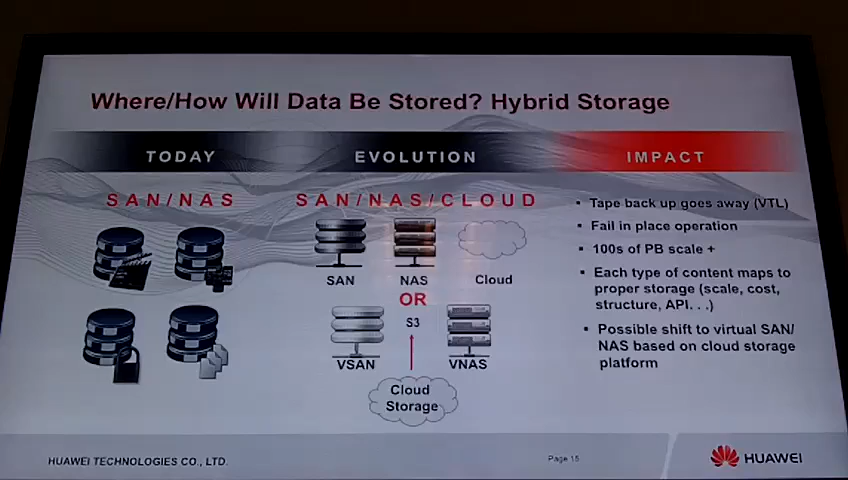 Where/How Will Data Be Stored? Hybrid Storage
TODAY
EVOLUTION
IMPACT
SAN/NAS
SAN/NAS/CLOUD
SAN
NAS
Cloud
OR
S3
VSAN
VNAS
Cloud
Storage
▪ Tape back up goes away (VTL)
▪ Fail in place operation
▪ 100s of PB scale +
▪ Each type of content maps to
proper storage (scale, cost,
structure, API. . .)
▪ Possible shift to virtual SAN/
NAS based on cloud storage
platform
HUAWEI TECHNOLOGIES CO., LTD.
Page 15
HUAWEI